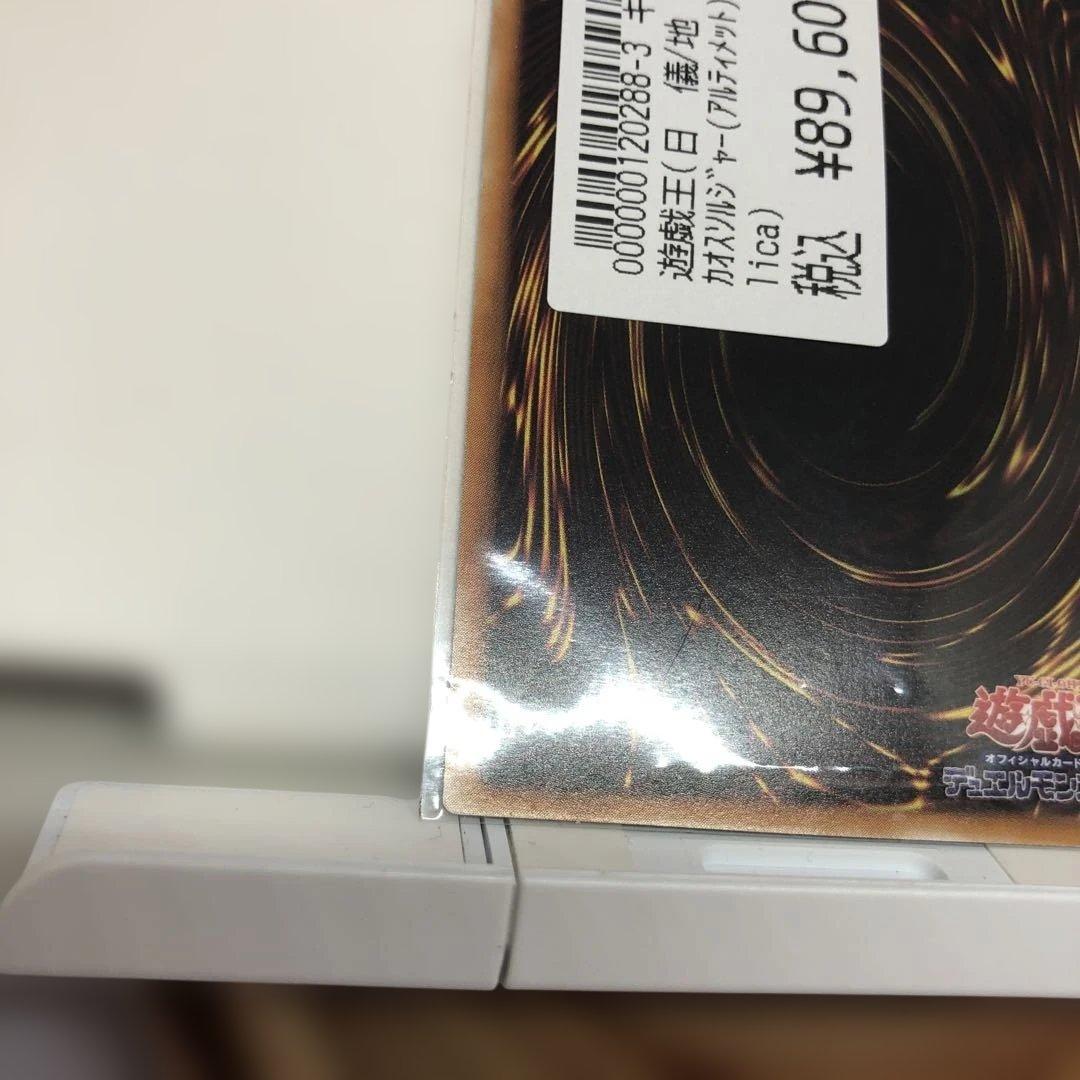 000000120288-3 キ
遊戯王(日 儀/地
カオスソルジャー(アルティメット)
lica)
税込 ¥89,60
遊戯
オフィシャルカード
デュエルモン